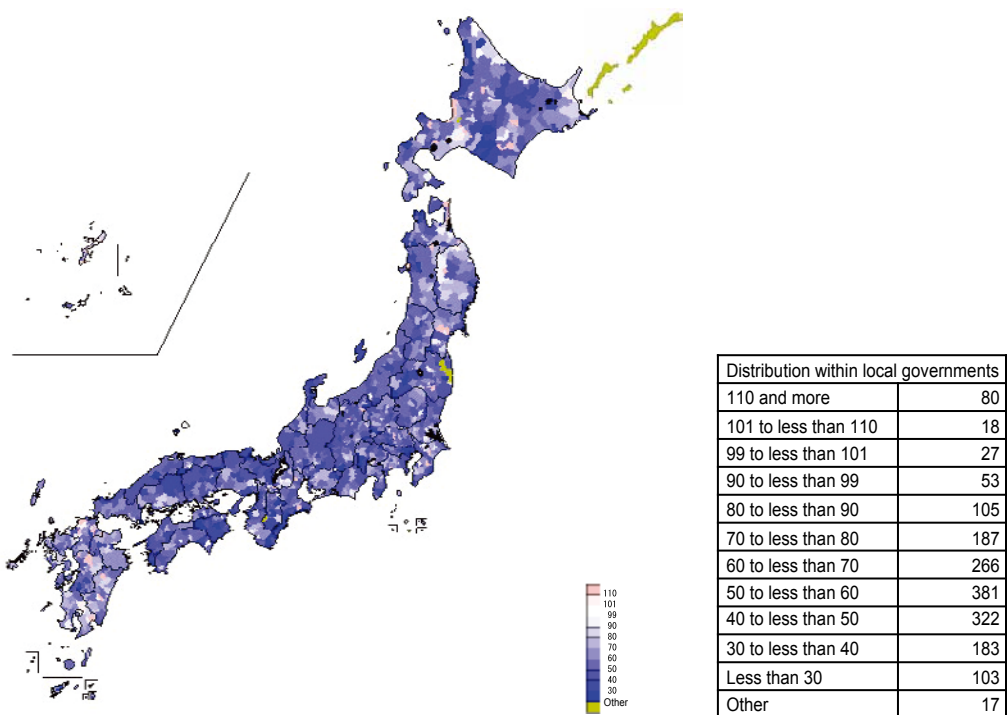 110
101
99
90
80
70
60
50
40
30
Other
Distribution within local governments
110 and more 80
101 to less than 110 18
99 to less than 101 27
90 to less than 99 53
80 to less than 90 105
70 to less than 80 187
60 to less than 70 266
50 to less than 60 381
40 to less than 50 322
30 to less than 40 183
Less than 30 103
Other 17